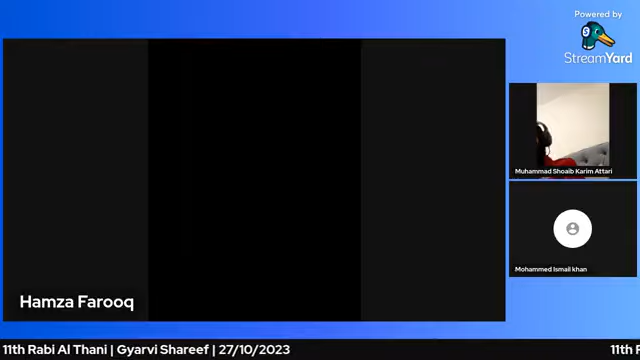 Powered by
StreamYard
Muhammad Shoaib Karim Attari
Mohammed Ismail khan
Hamza Farooq
11th Rabi Al Thani | Gyarvi Shareef | 27/10/2023
11th